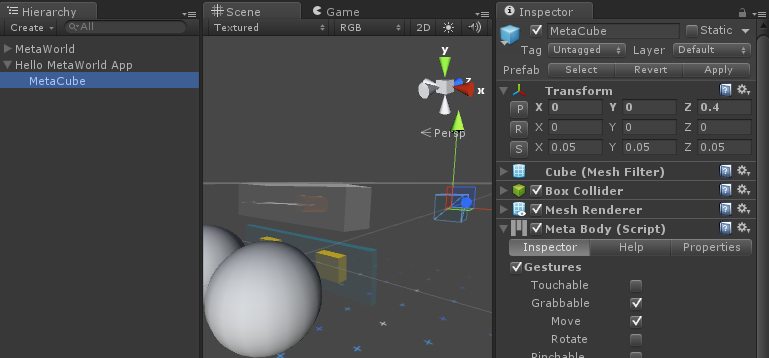 Hierarchy
Create
All
MetaWorld
Hello MetaWorld App
MetaCube
Scene
Game
Textured
RGB
2D
y
z
x
Persp
Inspector
MetaCube
Static
Tag Untagged Layer Default
Prefab Select Revert Apply
Transform
P X 0 Y 0 Z 0.4
R X 0 Y 0 Z 0
S X 0.05 Y 0.05 Z 0.05
Cube (Mesh Filter)
Box Collider
Mesh Renderer
Meta Body (Script)
Inspector Help Properties
Gestures
Touchable
Grabbable
Move
Rotate
Pinchable